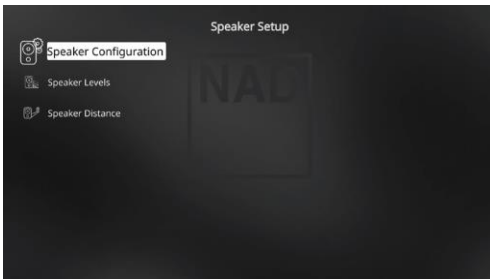 Speaker Setup
Speaker Configuration
Speaker Levels
Speaker Distance
NAD